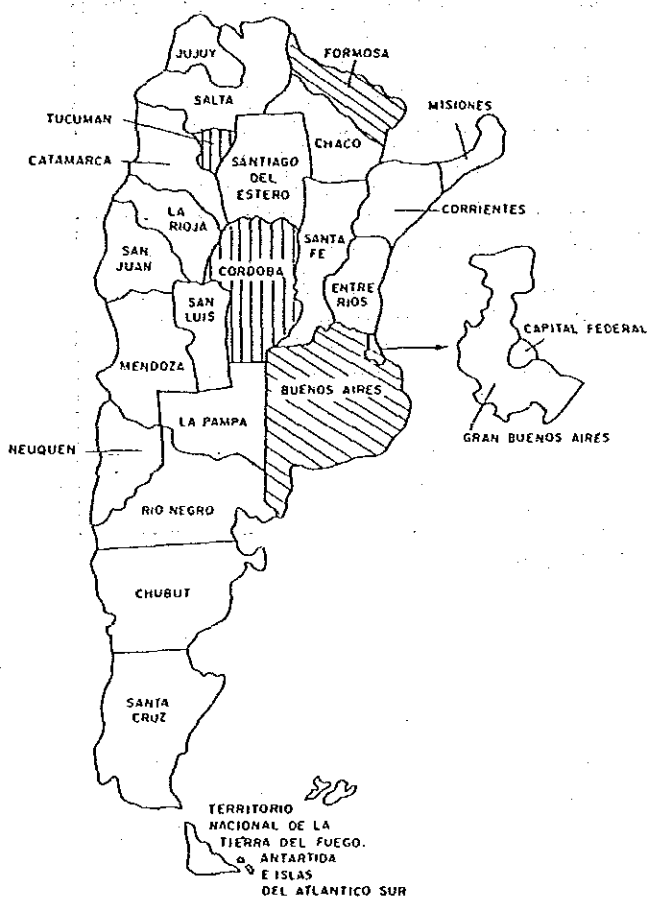 JUJUY
FORMOSA
SALTA
MISIONES
TUCUMAN
CHACO
CATAMARCA
SANTIAGO
DEL
ESTERO
LA
RIOJA
CORRIENTES
SANTA
FE
SAN
JUAN
CORDOBA
ENTRE
RIOS
SAN
LUIS
CAPITAL FEDERAL
MENDOZA
BUENOS AIRES
LA PAMPA
GRAN BUENOS AIRES
NEUQUEN
RIO NEGRO
CHUBUT
SANTA
CRUZ
TERRITORIO
NACIONAL DE LA
TIERRA DEL FUEGO.
ANTARTIDA
E ISLAS
DEL ATLANTICO SUR